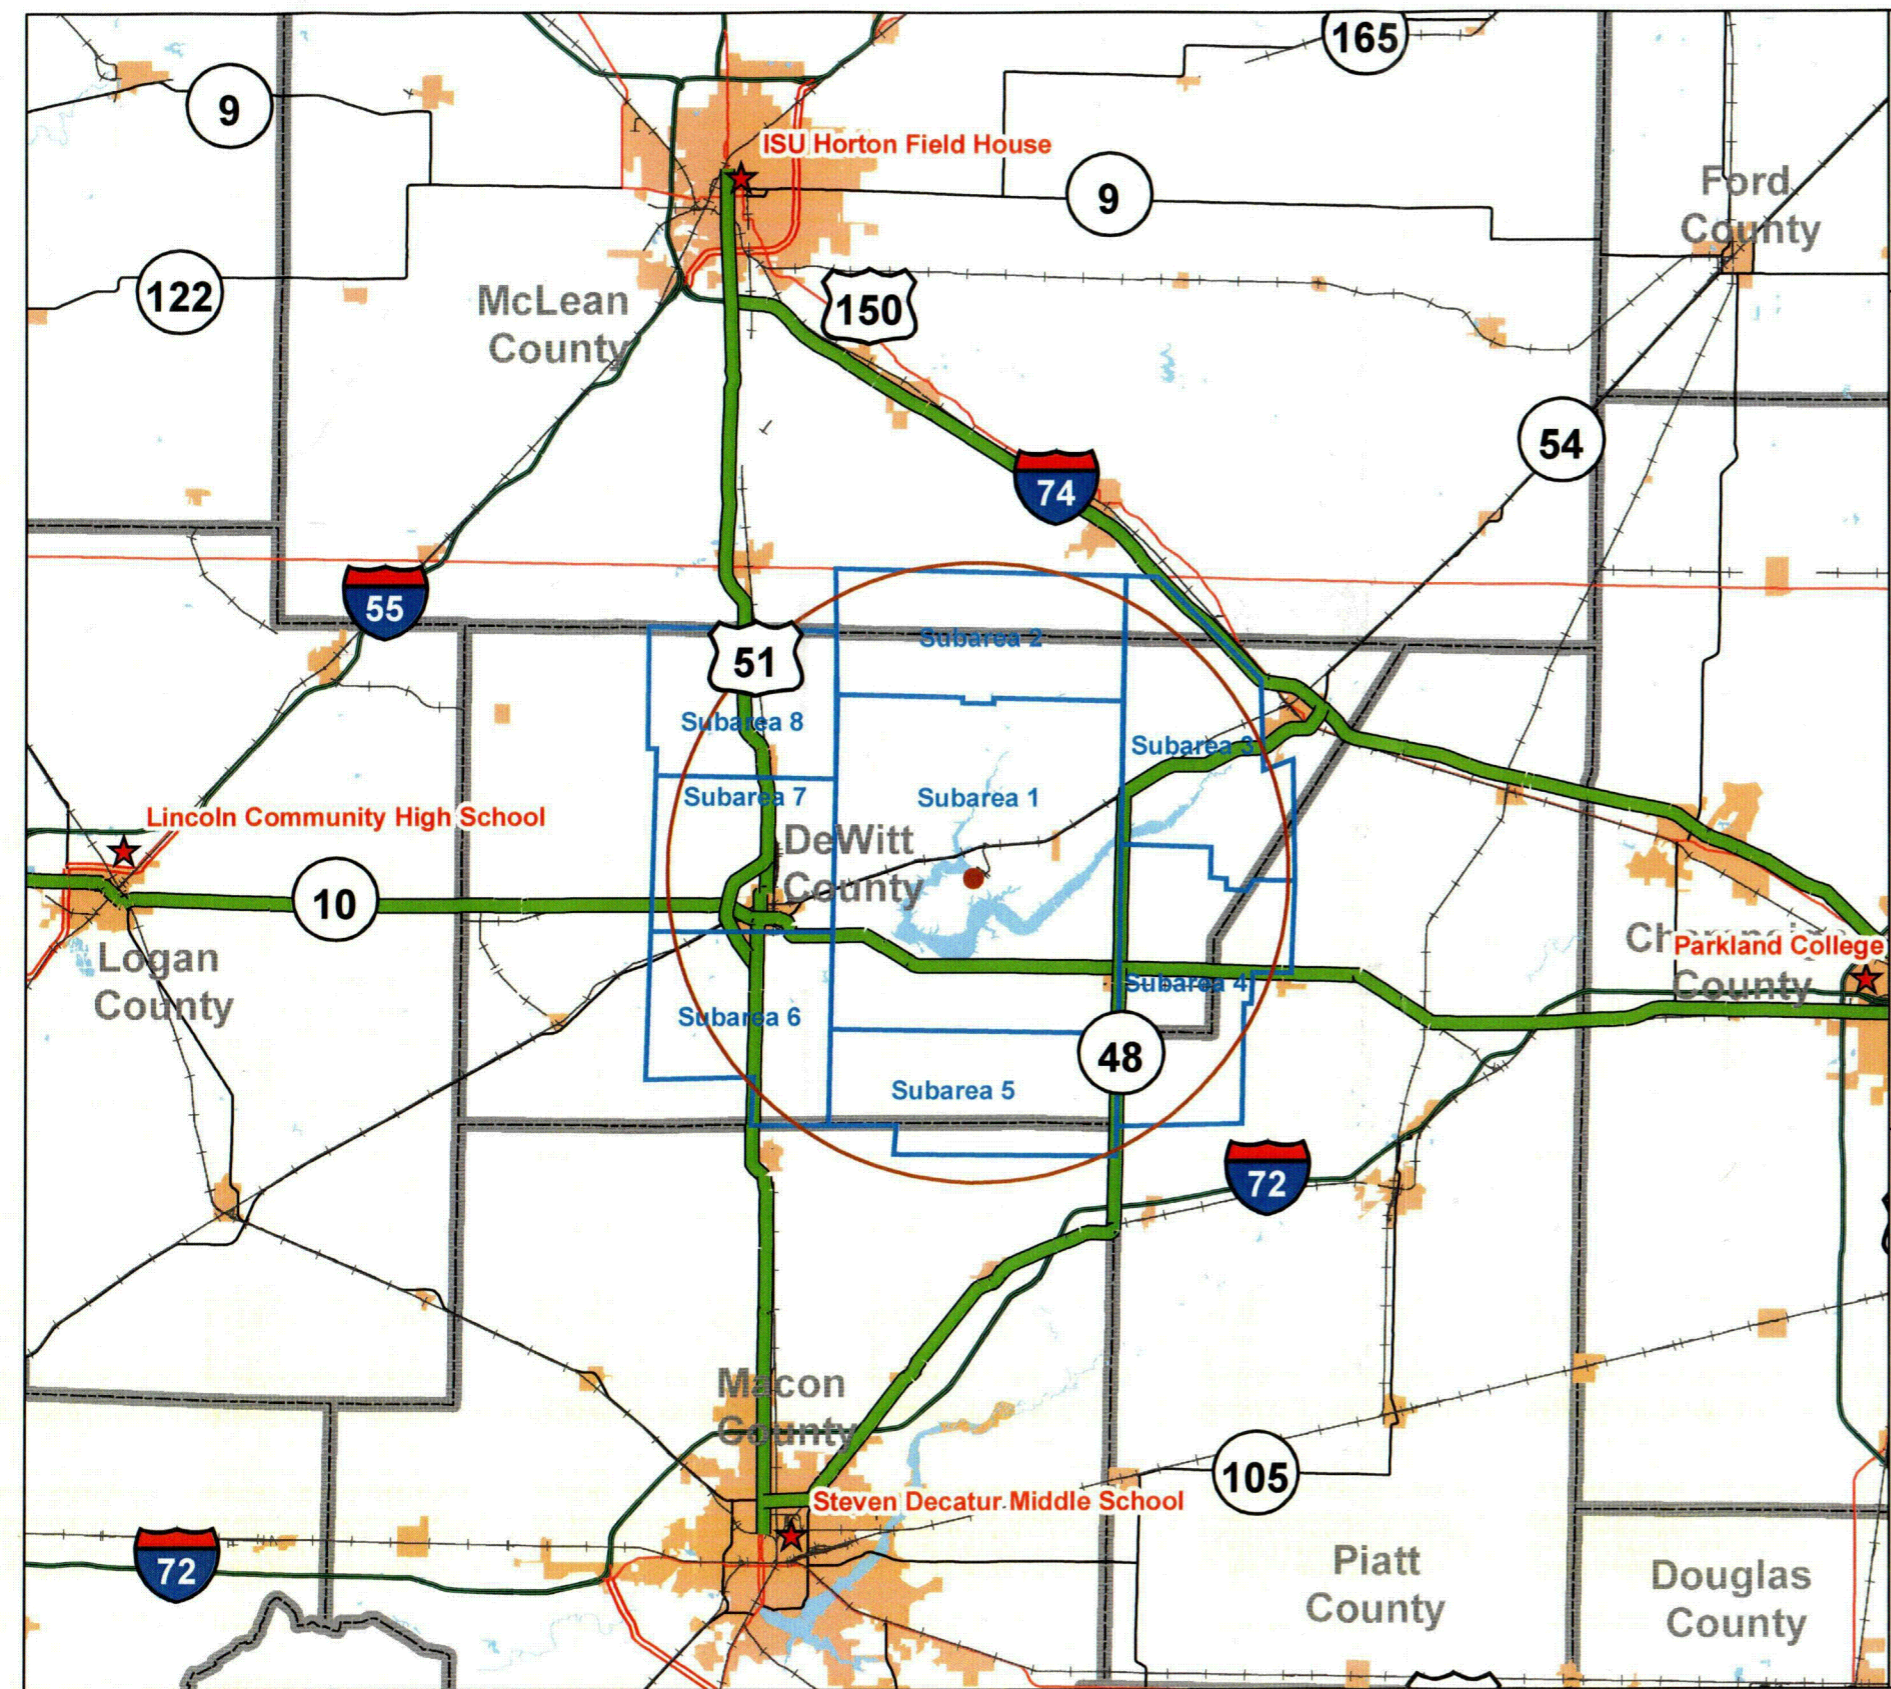 165
9
ISU Horton Field House
9
Ford
County
122
McLean
County
150
54
74
55
Subarea 2
51
Subarea 8
Subarea 3
Subarea 7
Subarea 1
Lincoln Community High School
DeWitt
County
10
Logan
County
Parkland College
County
Subarea 4
Subarea 6
48
Subarea 5
72
Macon
County
105
Steven Decatur Middle School
72
Piatt
County
Douglas
County